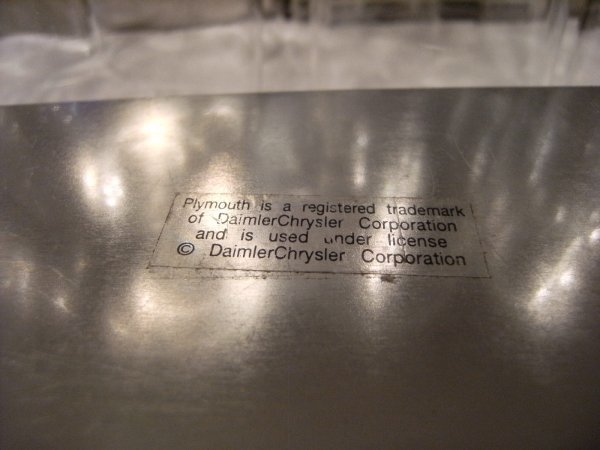 Plymouth is a registered trademark
of DaimlerChrysler Corporation
and is used under license
© DaimlerChrysler Corporation